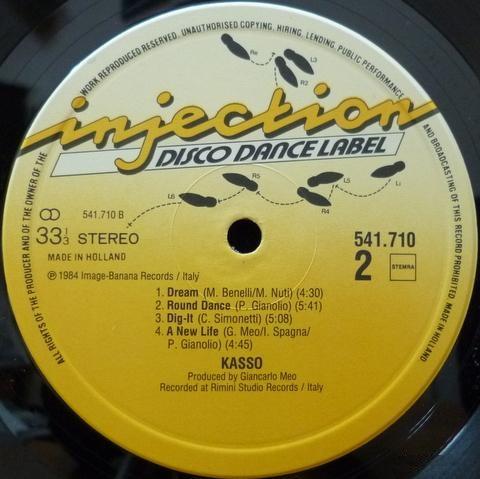 ALL RIGHTS OF THE PRODUCER AND OF THE OWNER OF THE WORK REPRODUCED RESERVED. UNAUTHORISED COPYING, HIRING, LENDING, PUBLIC PERFORMANCE AND BROADCASTING OF THIS RECORD PROHIBITED. MADE IN HOLLAND
Re
L3
R2
injection
DISCO DANCE LABEL
L6
R5
L5
R4
L1
541.710 B
33 1/3 STEREO
MADE IN HOLLAND
541.710
2
STEMRA
℗ 1984 Image-Banana Records / Italy
1. Dream (M. Benelli/M. Nuti) (4:30)
2. Round Dance (P. Gianolio) (5:41)
3. Dig-It (C. Simonetti) (5:08)
4. A New Life (G. Meo/I. Spagna/
P. Gianolio) (4:45)
KASSO
Produced by Giancarlo Meo
Recorded at Rimini Studio Records / Italy